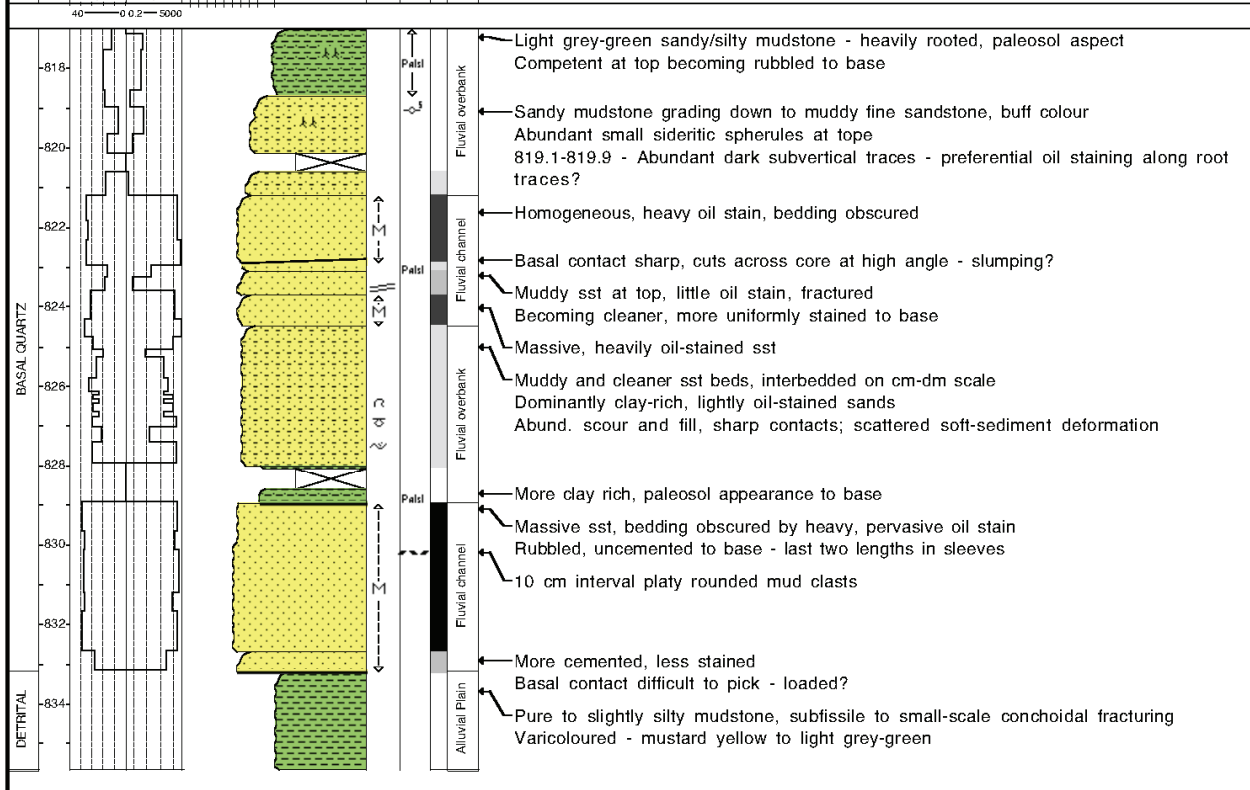 40 0 0.2 5000
Light grey-green sandy/silty mudstone - heavily rooted, paleosol aspect
Competent at top becoming rubbled to base
Sandy mudstone grading down to muddy fine sandstone, buff colour
Abundant small sideritic spherules at tope
819.1-819.9 - Abundant dark subvertical traces - preferential oil staining along root
traces?
Homogeneous, heavy oil stain, bedding obscured
Basal contact sharp, cuts across core at high angle - slumping?
Muddy sst at top, little oil stain, fractured
Becoming cleaner, more uniformly stained to base
Massive, heavily oil-stained sst
Muddy and cleaner sst beds, interbedded on cm-dm scale
Dominantly clay-rich, lightly oil-stained sands
Abund. scour and fill, sharp contacts; scattered soft-sediment deformation
More clay rich, paleosol appearance to base
Massive sst, bedding obscured by heavy, pervasive oil stain
Rubbled, uncemented to base - last two lengths in sleeves
10 cm interval platy rounded mud clasts
More cemented, less stained
Basal contact difficult to pick - loaded?
Pure to slightly silty mudstone, subfissile to small-scale conchoidal fracturing
Varicoloured - mustard yellow to light grey-green
BASAL QUARTZ
DETRITAL
-818
-820
-822
-824
-826
-828
-830
-832
-834
Palsl
s
M
Palsl
M
Palsl
M
Fluvial overbank
Fluvial channel
Fluvial overbank
Fluvial channel
Alluvial Plain